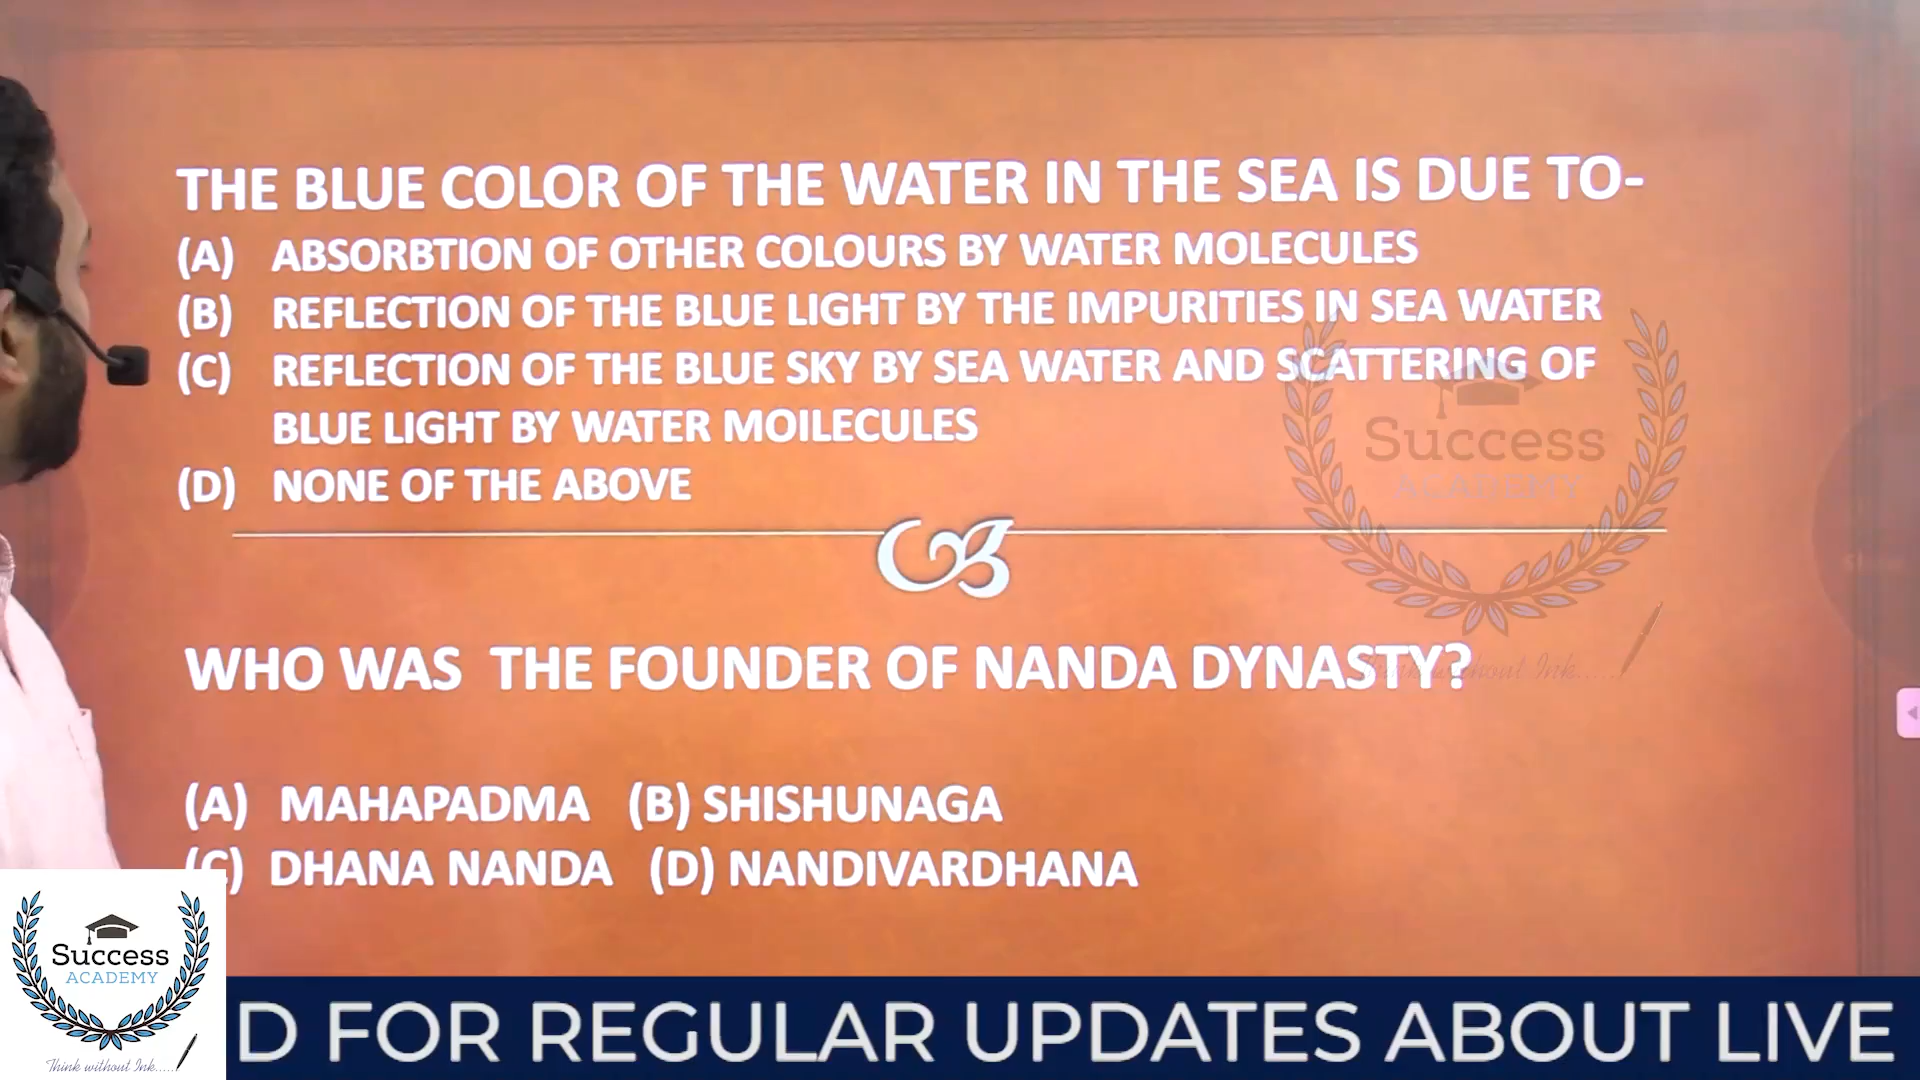 THE BLUE COLOR OF THE WATER IN THE SEA IS DUE TO-
(A) ABSORBTION OF OTHER COLOURS BY WATER MOLECULES
(B) REFLECTION OF THE BLUE LIGHT BY THE IMPURITIES IN SEA WATER
(C) REFLECTION OF THE BLUE SKY BY SEA WATER AND SCATTERING OF
BLUE LIGHT BY WATER MOILECULES
(D) NONE OF THE ABOVE
Success
ACADEMY
Think without Ink.....
WHO WAS THE FOUNDER OF NANDA DYNASTY?
(A) MAHAPADMA (B) SHISHUNAGA
(C) DHANA NANDA (D) NANDIVARDHANA
Success
ACADEMY
Think without Ink.....
D FOR REGULAR UPDATES ABOUT LIVE